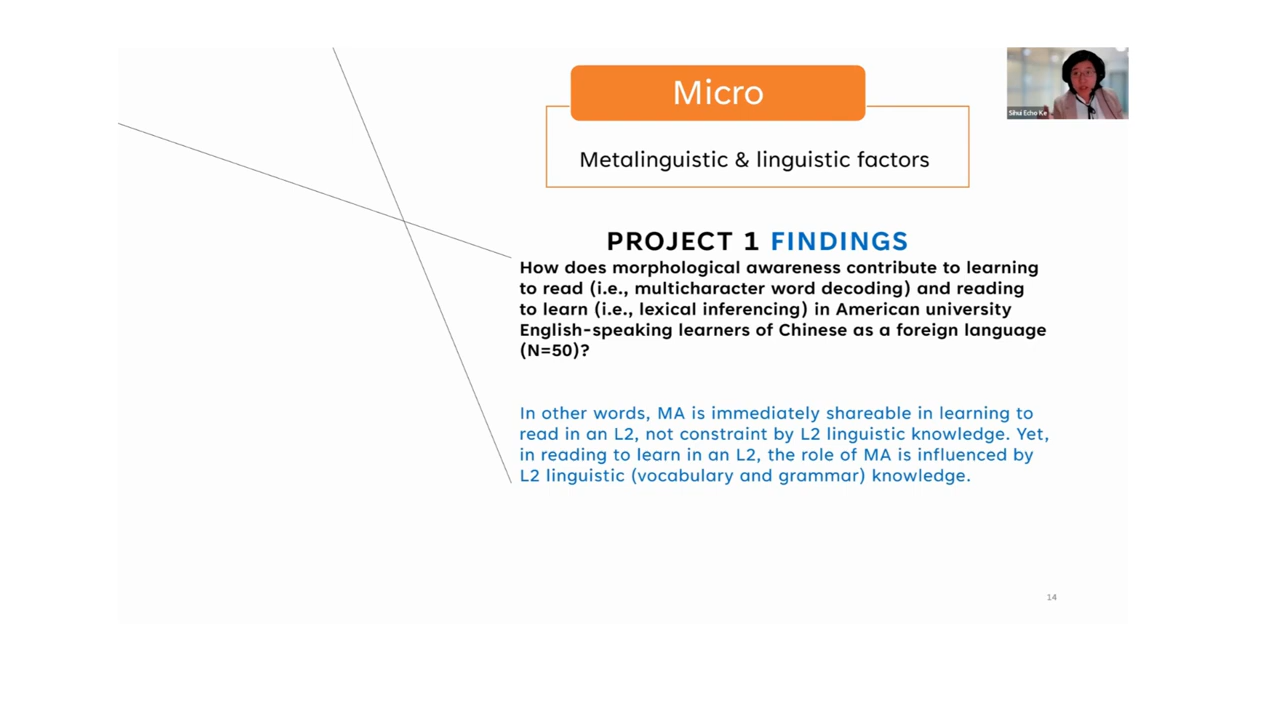 Micro
Sihui Echo Ke
Metalinguistic & linguistic factors
PROJECT 1 FINDINGS
How does morphological awareness contribute to learning
to read (i.e., multicharacter word decoding) and reading
to learn (i.e., lexical inferencing) in American university
English-speaking learners of Chinese as a foreign language
(N=50)?
In other words, MA is immediately shareable in learning to
read in an L2, not constraint by L2 linguistic knowledge. Yet,
in reading to learn in an L2, the role of MA is influenced by
L2 linguistic (vocabulary and grammar) knowledge.
14